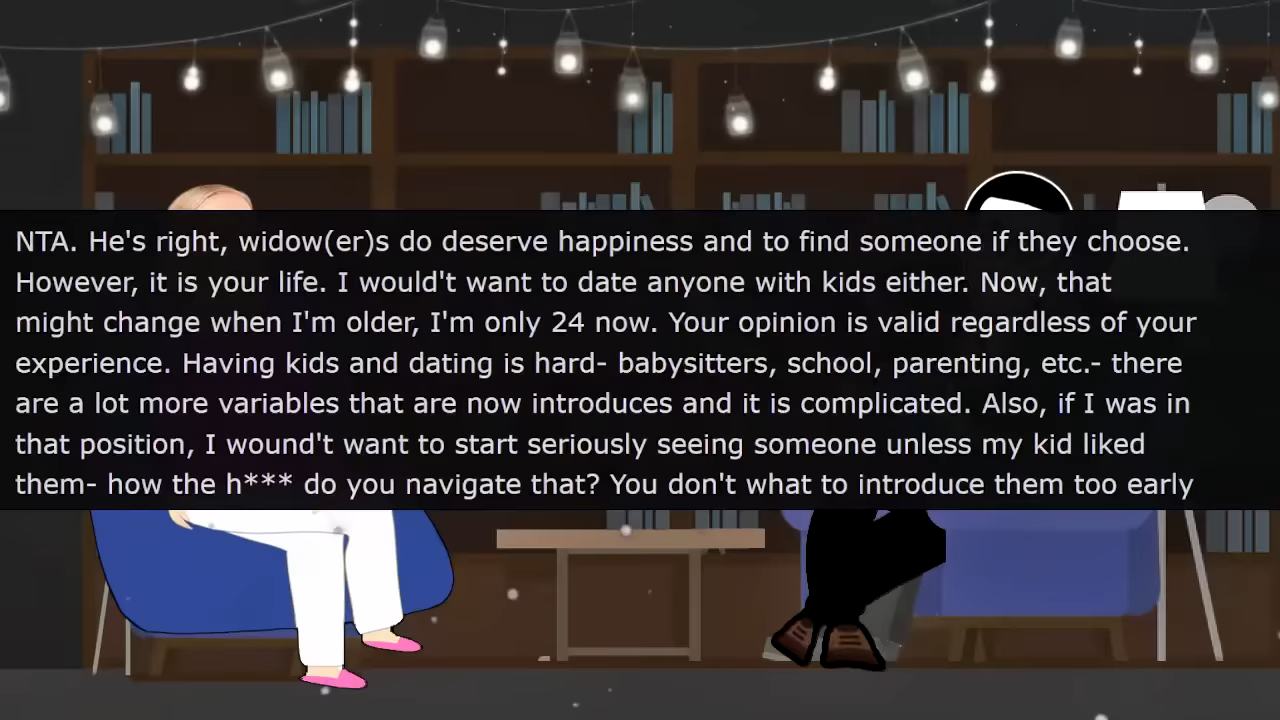 NTA. He's right, widow(er)s do deserve happiness and to find someone if they choose.
However, it is your life. I would't want to date anyone with kids either. Now, that
might change when I'm older, I'm only 24 now. Your opinion is valid regardless of your
experience. Having kids and dating is hard- babysitters, school, parenting, etc.- there
are a lot more variables that are now introduces and it is complicated. Also, if I was in
that position, I wound't want to start seriously seeing someone unless my kid liked
them- how the h*** do you navigate that? You don't what to introduce them too early